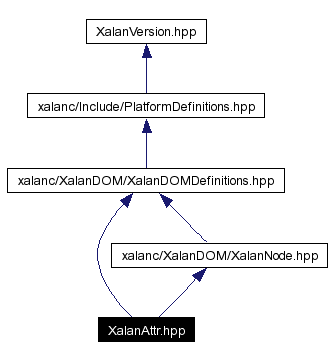 XalanVersion.hpp
xalanc/Include/PlatformDefinitions.hpp
xalanc/XalanDOM/XalanDOMDefinitions.hpp
xalanc/XalanDOM/XalanNode.hpp
XalanAttr.hpp